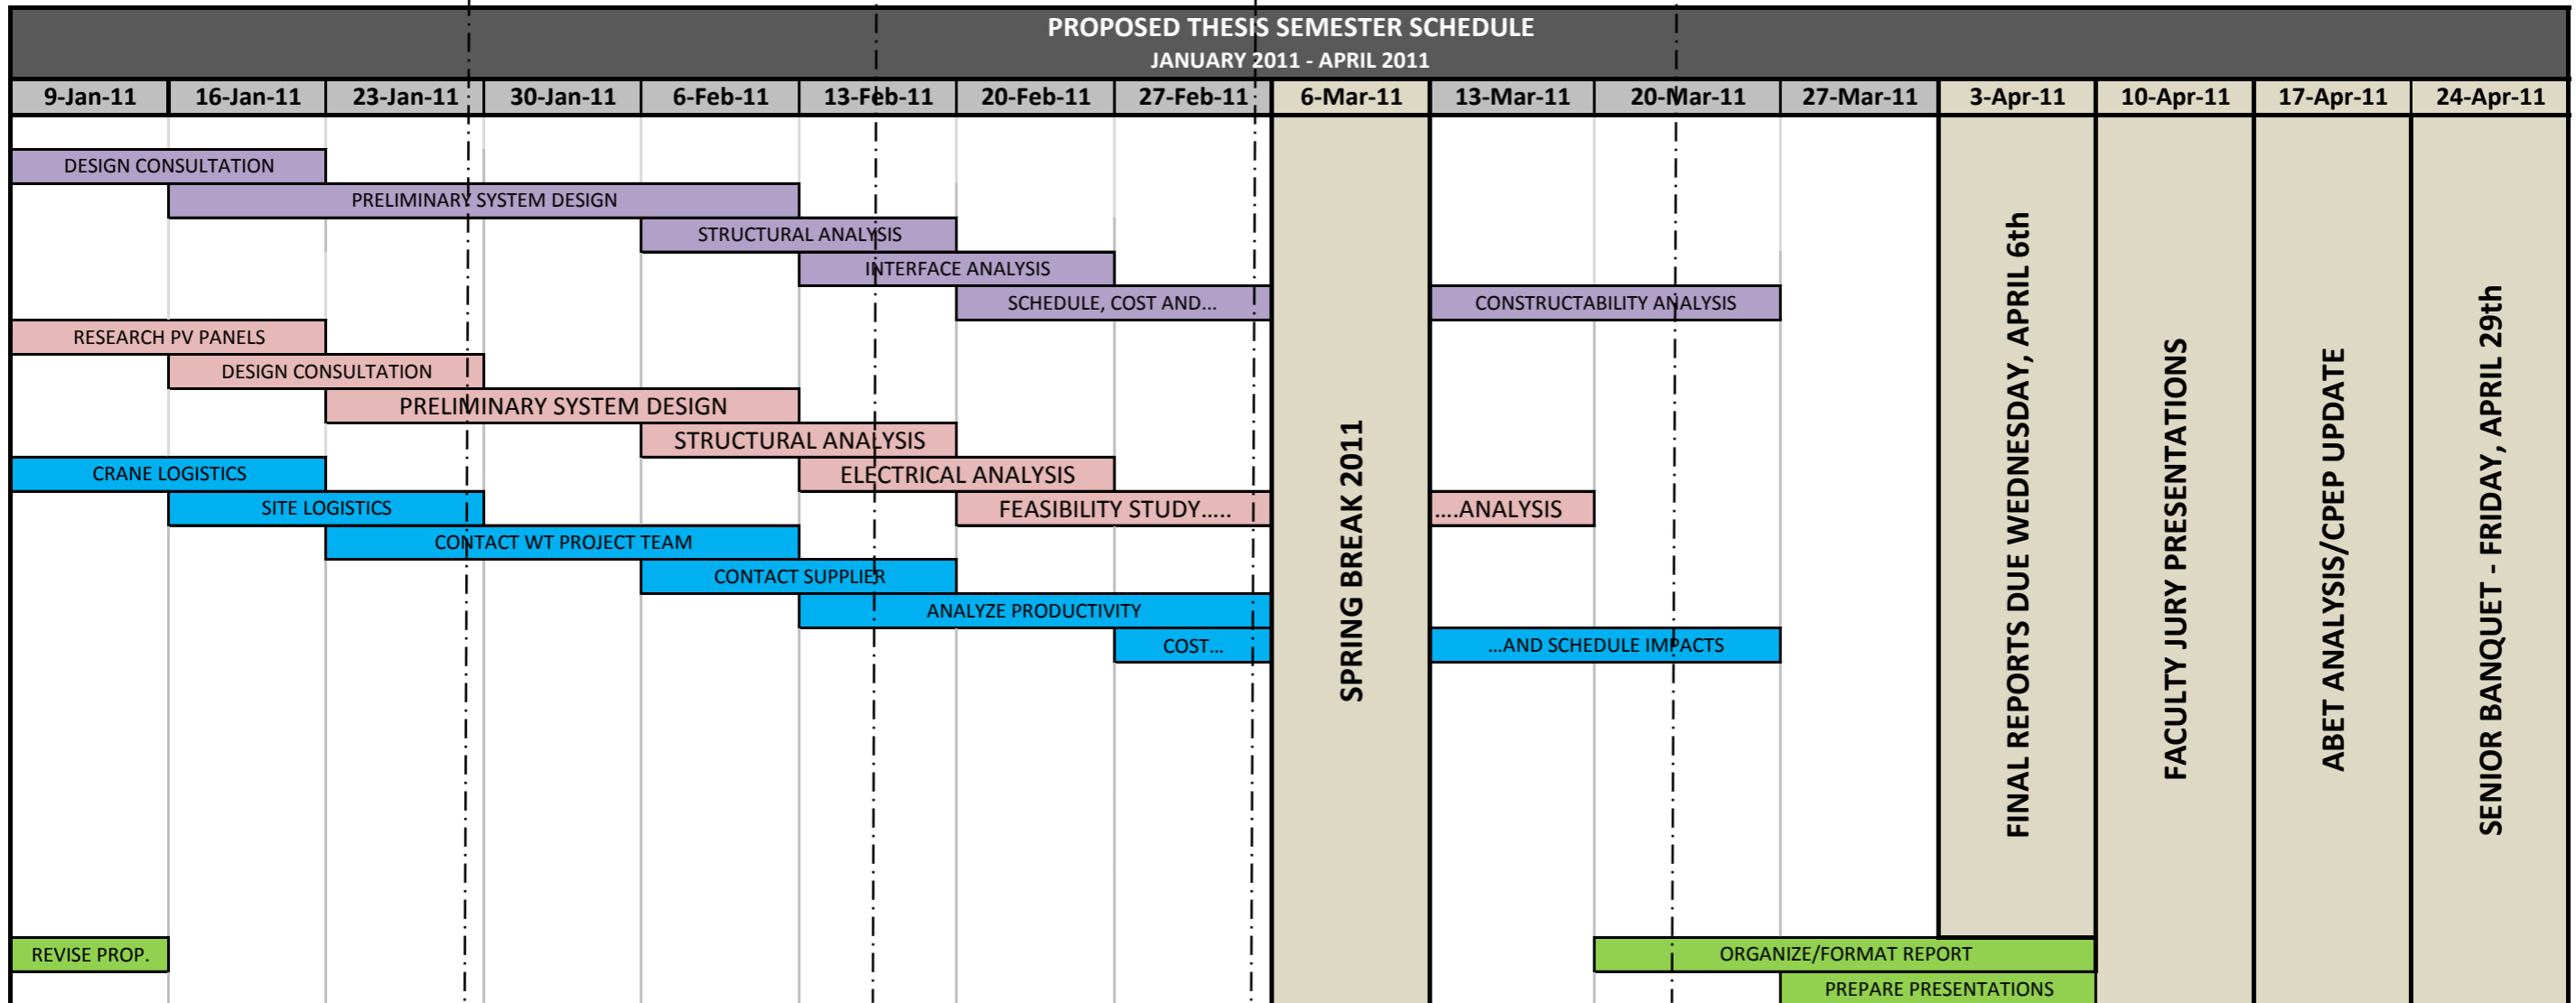 PROPOSED THESIS SEMESTER SCHEDULE
JANUARY 2011 - APRIL 2011
9-Jan-11 16-Jan-11 23-Jan-11 30-Jan-11 6-Feb-11 13-Feb-11 20-Feb-11 27-Feb-11 6-Mar-11 13-Mar-11 20-Mar-11 27-Mar-11 3-Apr-11 10-Apr-11 17-Apr-11 24-Apr-11
DESIGN CONSULTATION
PRELIMINARY SYSTEM DESIGN
STRUCTURAL ANALYSIS
INTERFACE ANALYSIS
SCHEDULE, COST AND... CONSTRUCTABILITY ANALYSIS
RESEARCH PV PANELS
DESIGN CONSULTATION
PRELIMINARY SYSTEM DESIGN
STRUCTURAL ANALYSIS
CRANE LOGISTICS ELECTRICAL ANALYSIS
SITE LOGISTICS FEASIBILITY STUDY..... ....ANALYSIS
CONTACT WT PROJECT TEAM
CONTACT SUPPLIER
ANALYZE PRODUCTIVITY
COST... ...AND SCHEDULE IMPACTS
SPRING BREAK 2011
FINAL REPORTS DUE WEDNESDAY, APRIL 6th
FACULTY JURY PRESENTATIONS
ABET ANALYSIS/CPEP UPDATE
SENIOR BANQUET - FRIDAY, APRIL 29th
REVISE PROP. ORGANIZE/FORMAT REPORT
PREPARE PRESENTATIONS